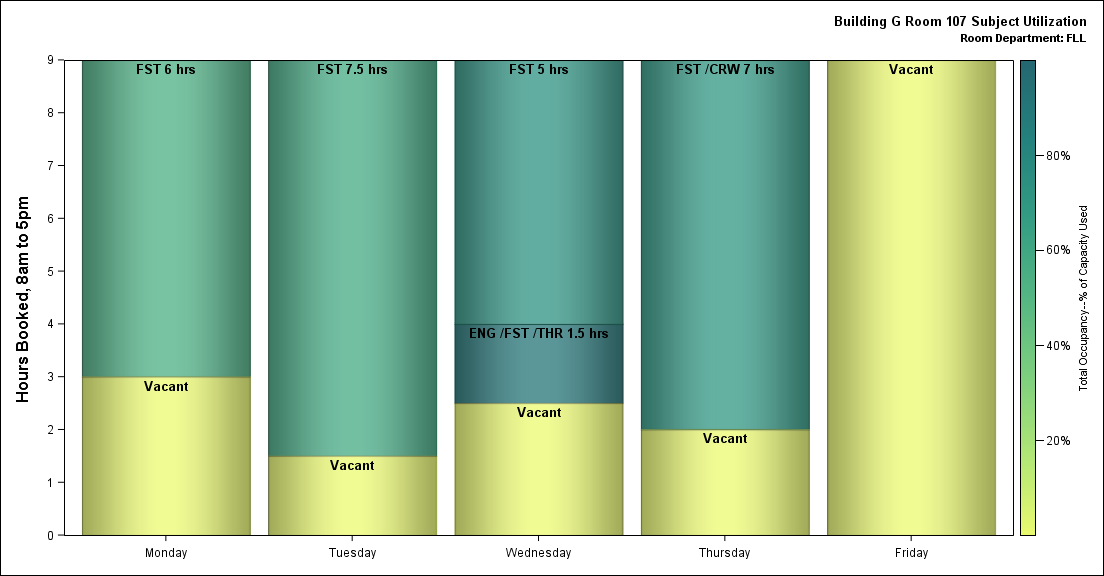 Building G Room 107 Subject Utilization
Room Department: FLL
Hours Booked, 8am to 5pm
9
8
7
6
5
4
3
2
1
0
FST 6 hrs
Vacant
FST 7.5 hrs
Vacant
FST 5 hrs
ENG /FST /THR 1.5 hrs
Vacant
FST /CRW 7 hrs
Vacant
Vacant
Monday
Tuesday
Wednesday
Thursday
Friday
80%
60%
40%
20%
Total Occupancy--% of Capacity Used